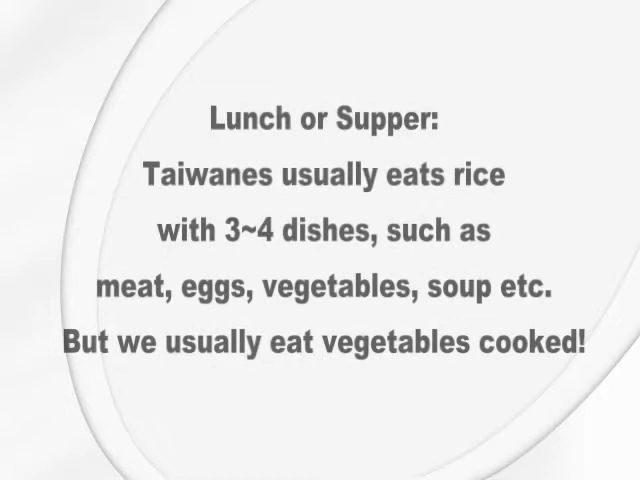 Lunch or Supper:
Taiwanes usually eats rice
with 3~4 dishes, such as
meat, eggs, vegetables, soup etc.
But we usually eat vegetables cooked!